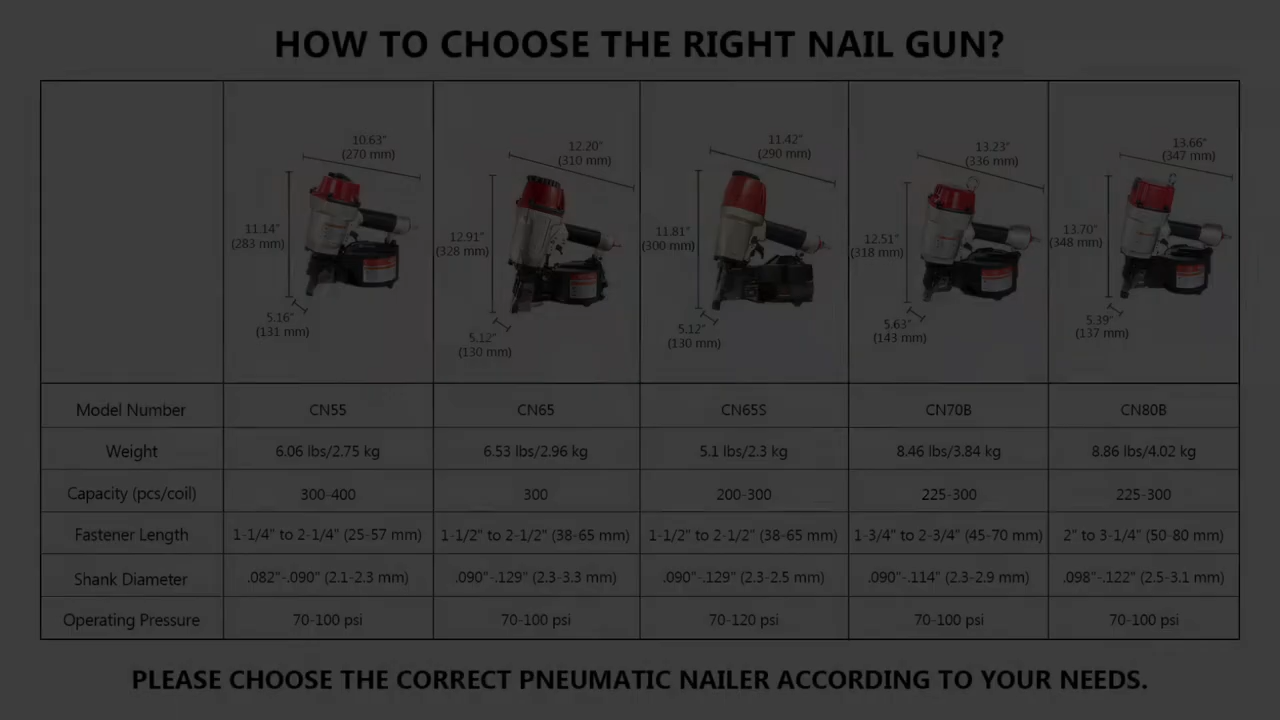 HOW TO CHOOSE THE RIGHT NAIL GUN?
10.63"
(270 mm)
11.14"
(283 mm)
5.16"
(131 mm)
12.20"
(310 mm)
12.91"
(328 mm)
5.12"
(130 mm)
11.42"
(290 mm)
11.81"
(300 mm)
5.12"
(130 mm)
13.23"
(336 mm)
12.51"
(318 mm)
5.63"
(143 mm)
13.66"
(347 mm)
13.70"
(348 mm)
5.39"
(137 mm)
Model Number CN55 CN65 CN65S CN70B CN80B
Weight 6.06 lbs/2.75 kg 6.53 lbs/2.96 kg 5.1 lbs/2.3 kg 8.46 lbs/3.84 kg 8.86 lbs/4.02 kg
Capacity (pcs/coil) 300-400 300 200-300 225-300 225-300
Fastener Length 1-1/4" to 2-1/4" (25-57 mm) 1-1/2" to 2-1/2" (38-65 mm) 1-1/2" to 2-1/2" (38-65 mm) 1-3/4" to 2-3/4" (45-70 mm) 2" to 3-1/4" (50-80 mm)
Shank Diameter .082"-.090" (2.1-2.3 mm) .090"-.129" (2.3-3.3 mm) .090"-.129" (2.3-2.5 mm) .090"-.114" (2.3-2.9 mm) .098"-.122" (2.5-3.1 mm)
Operating Pressure 70-100 psi 70-100 psi 70-120 psi 70-100 psi 70-100 psi
PLEASE CHOOSE THE CORRECT PNEUMATIC NAILER ACCORDING TO YOUR NEEDS.